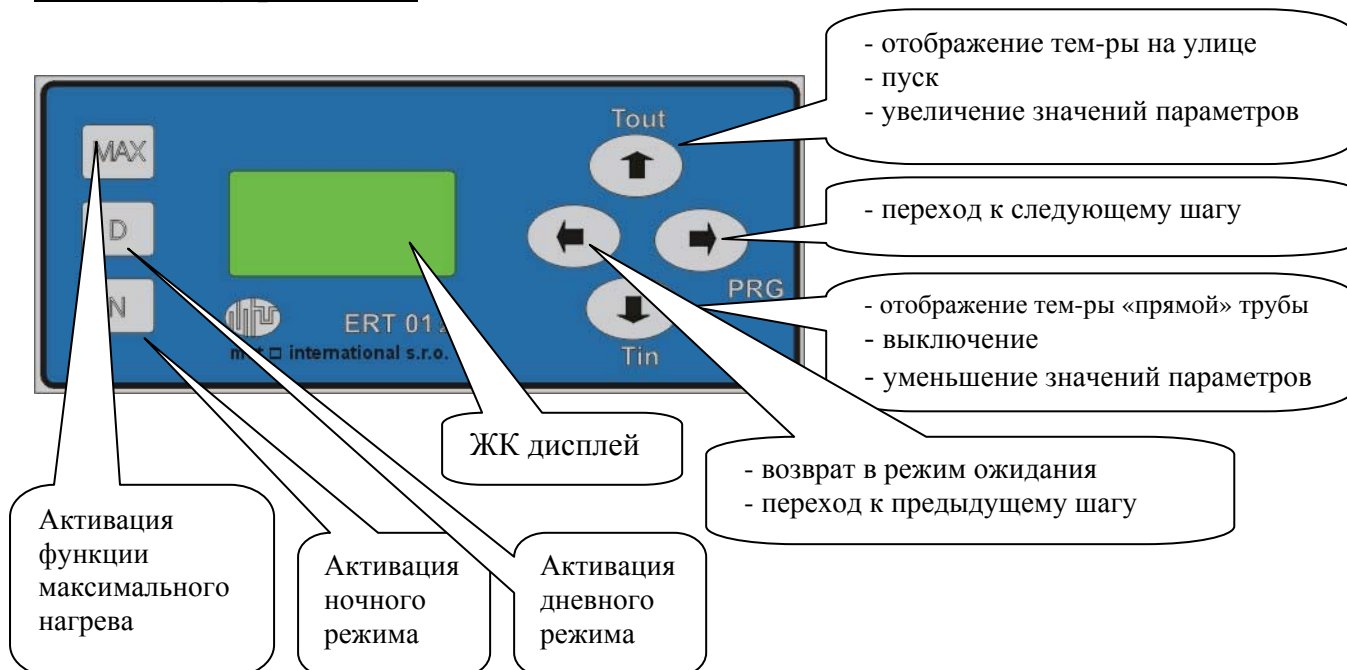 - отображение тем-ры на улице
- пуск
- увеличение значений параметров
Tout
MAX
- переход к следующему шагу
D
PRG
- отображение тем-ры «прямой» трубы
- выключение
- уменьшение значений параметров
N
ERT 01
international s.r.o.
Tin
ЖК дисплей
- возврат в режим ожидания
- переход к предыдущему шагу
Активация
функции
максимального
нагрева
Активация
ночного
режима
Активация
дневного
режима